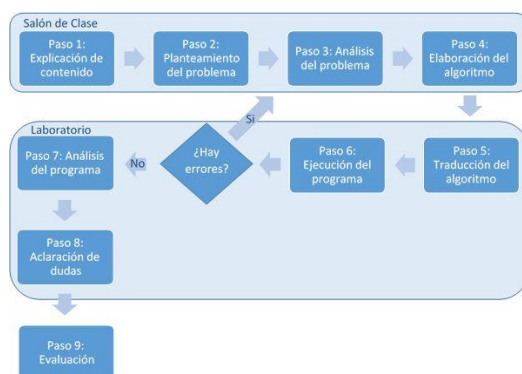 Salón de Clase
Paso 1:
Explicación de
contenido
Paso 2:
Planteamiento
del problema
Paso 3: Análisis
del problema
Paso 4:
Elaboración del
algoritmo
Si
Laboratorio
Paso 7: Análisis
del programa
No
¿Hay
errores?
Paso 6:
Ejecución del
programa
Paso 5:
Traducción del
algoritmo
Paso 8:
Aclaración de
dudas
Paso 9:
Evaluación